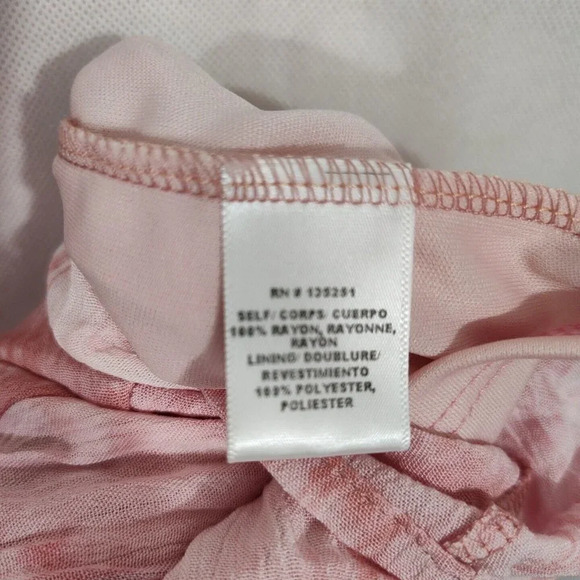 RN # 135251
SELF/ CORPS/ CUERPO
100% RAYON, RAYONNE,
RAYON
LINING/ DOUBLURE/
REVESTIMIENTO
100% POLYESTER,
POLIESTER